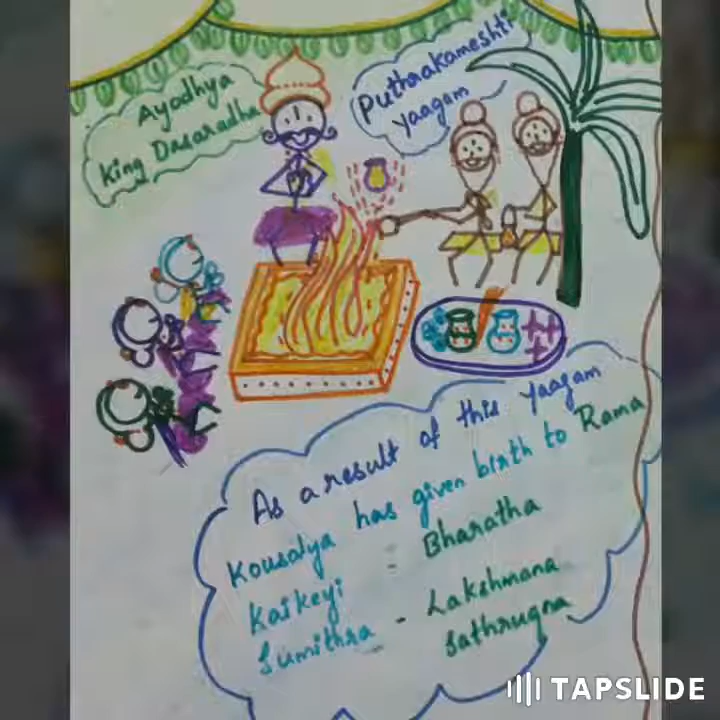 Ayodhya
King Dasaradha
Puthrakameshti
yaagam
As a result of this yaagam
Kousalya has given birth to Rama
Kaikeyi - Bharatha
Sumithra - Lakshmana
Sathrugna
TAPSLIDE